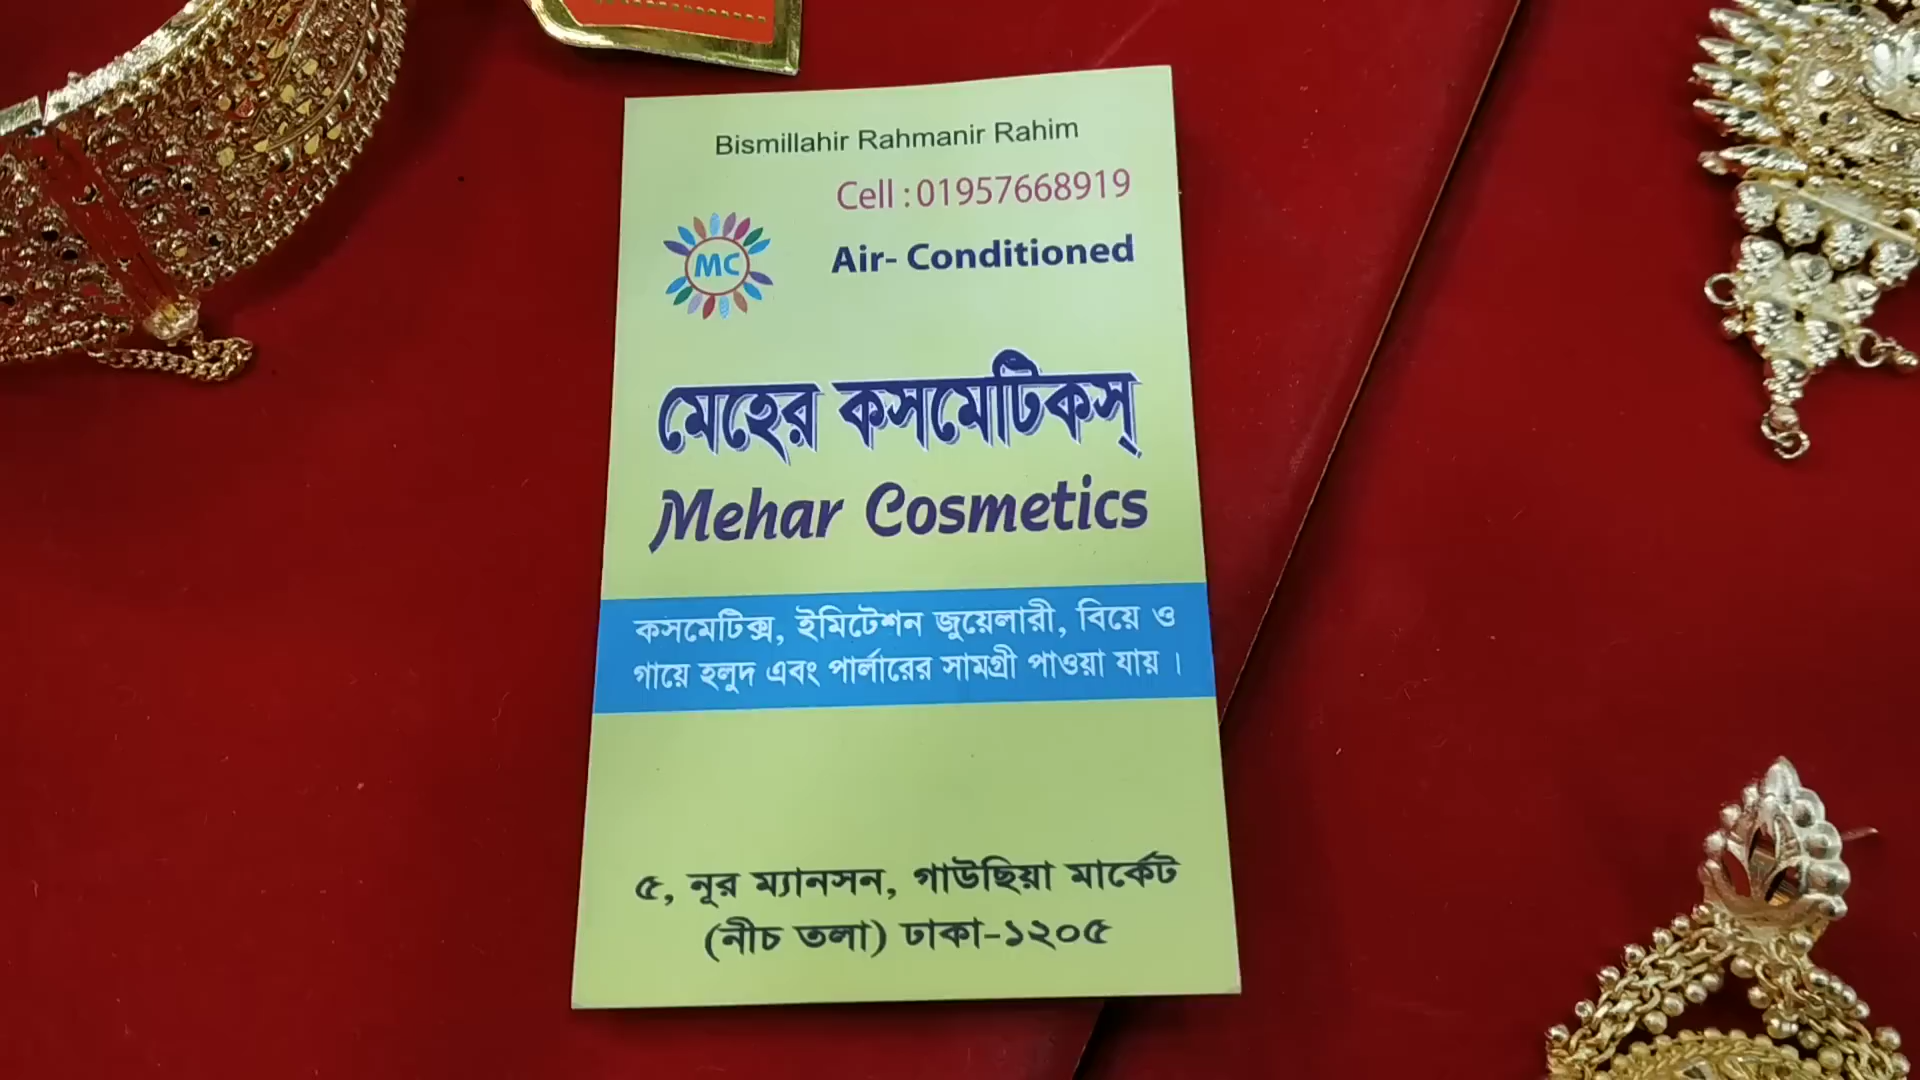 Bismillahir Rahmanir Rahim
Cell : 01957668919
MC
Air- Conditioned
মেহের কসমেটিকস্
Mehar Cosmetics
কসমেটিক্স, ইমিটেশন জুয়েলারী, বিয়ে ও
গায়ে হলুদ এবং পার্লারের সামগ্রী পাওয়া যায় ।
৫, নূর ম্যানসন, গাউছিয়া মার্কেট
(নীচ তলা) ঢাকা-১২০৫